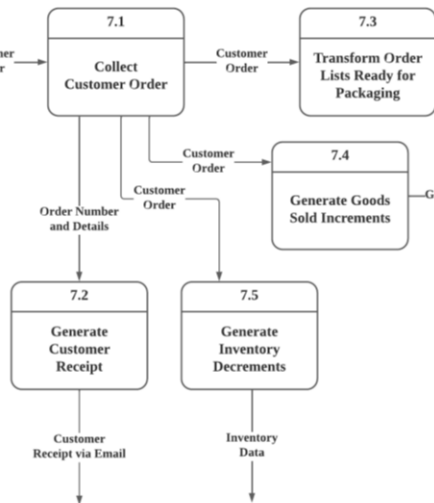 7.1
Collect
Customer Order
Customer
Order
7.3
Transform Order
Lists Ready for
Packaging
Customer
Order
7.4
Generate Goods
Sold Increments
Customer
Order
Order Number
and Details
7.2
Generate
Customer
Receipt
7.5
Generate
Inventory
Decrements
Customer
Receipt via Email
Inventory
Data